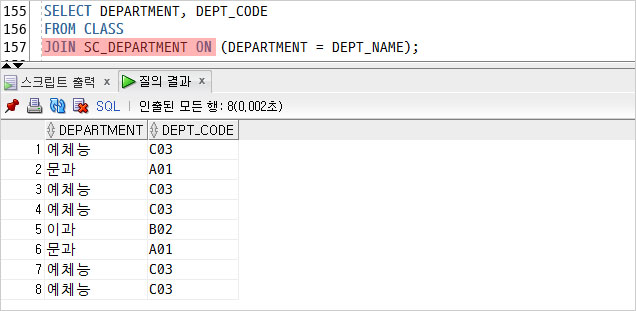 155 SELECT DEPARTMENT, DEPT_CODE
156 FROM CLASS
157 JOIN SC_DEPARTMENT ON (DEPARTMENT = DEPT_NAME);
스크립트 출력 x 질의 결과 x
SQL | 인출된 모든 행: 8(0,002초)
DEPARTMENT DEPT_CODE
1 예체능 C03
2 문과 A01
3 예체능 C03
4 예체능 C03
5 이과 B02
6 문과 A01
7 예체능 C03
8 예체능 C03